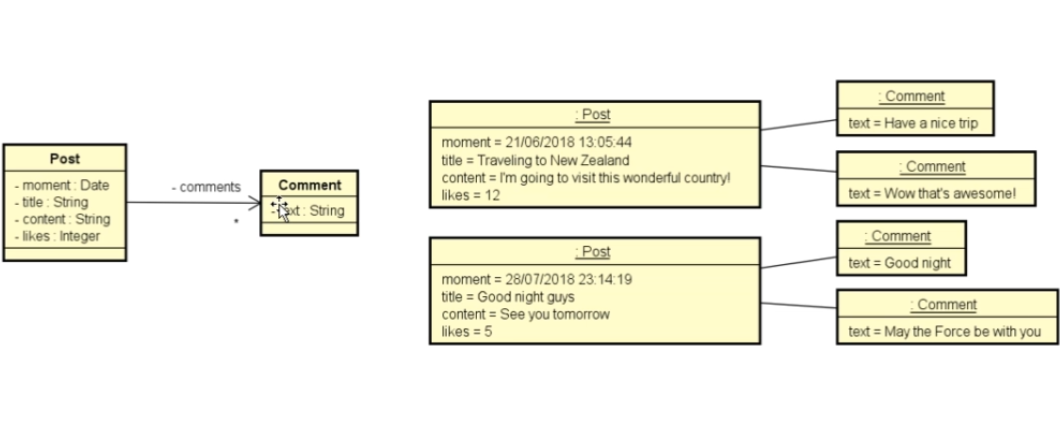 Post
- moment : Date
- title : String
- content : String
- likes : Integer
- comments
*
Comment
: String
: Post
moment = 21/06/2018 13:05:44
title = Traveling to New Zealand
content = I'm going to visit this wonderful country!
likes = 12
: Comment
text = Have a nice trip
: Comment
text = Wow that's awesome!
: Post
moment = 28/07/2018 23:14:19
title = Good night guys
content = See you tomorrow
likes = 5
: Comment
text = Good night
: Comment
text = May the Force be with you